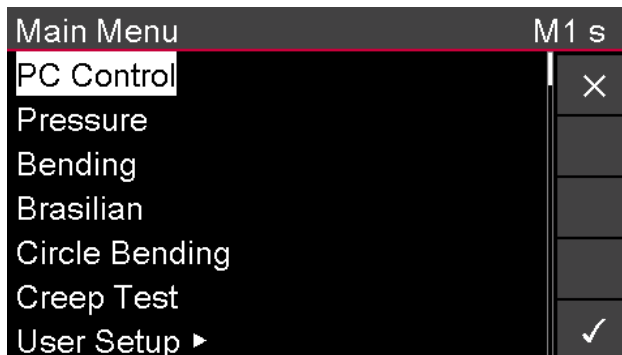 Main Menu M1 s
PC Control
Pressure
Bending
Brasilian
Circle Bending
Creep Test
User Setup ►